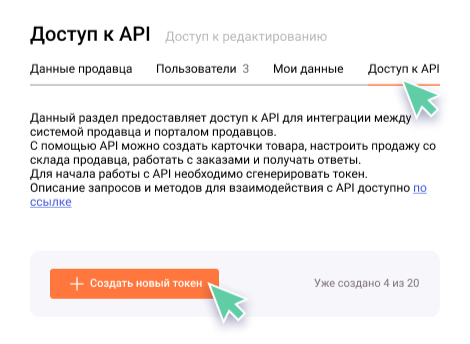 Доступ к API Доступ к редактированию
Данные продавца Пользователи 3 Мои данные Доступ к API
Данный раздел предоставляет доступ к API для интеграции между
системой продавца и порталом продавцов.
С помощью API можно создать карточки товара, настроить продажу со
склада продавца, работать с заказами и получать ответы.
Для начала работы с API необходимо сгенерировать токен.
Описание запросов и методов для взаимодействия с API доступно по
ссылке
Создать новый токен Уже создано 4 из 20